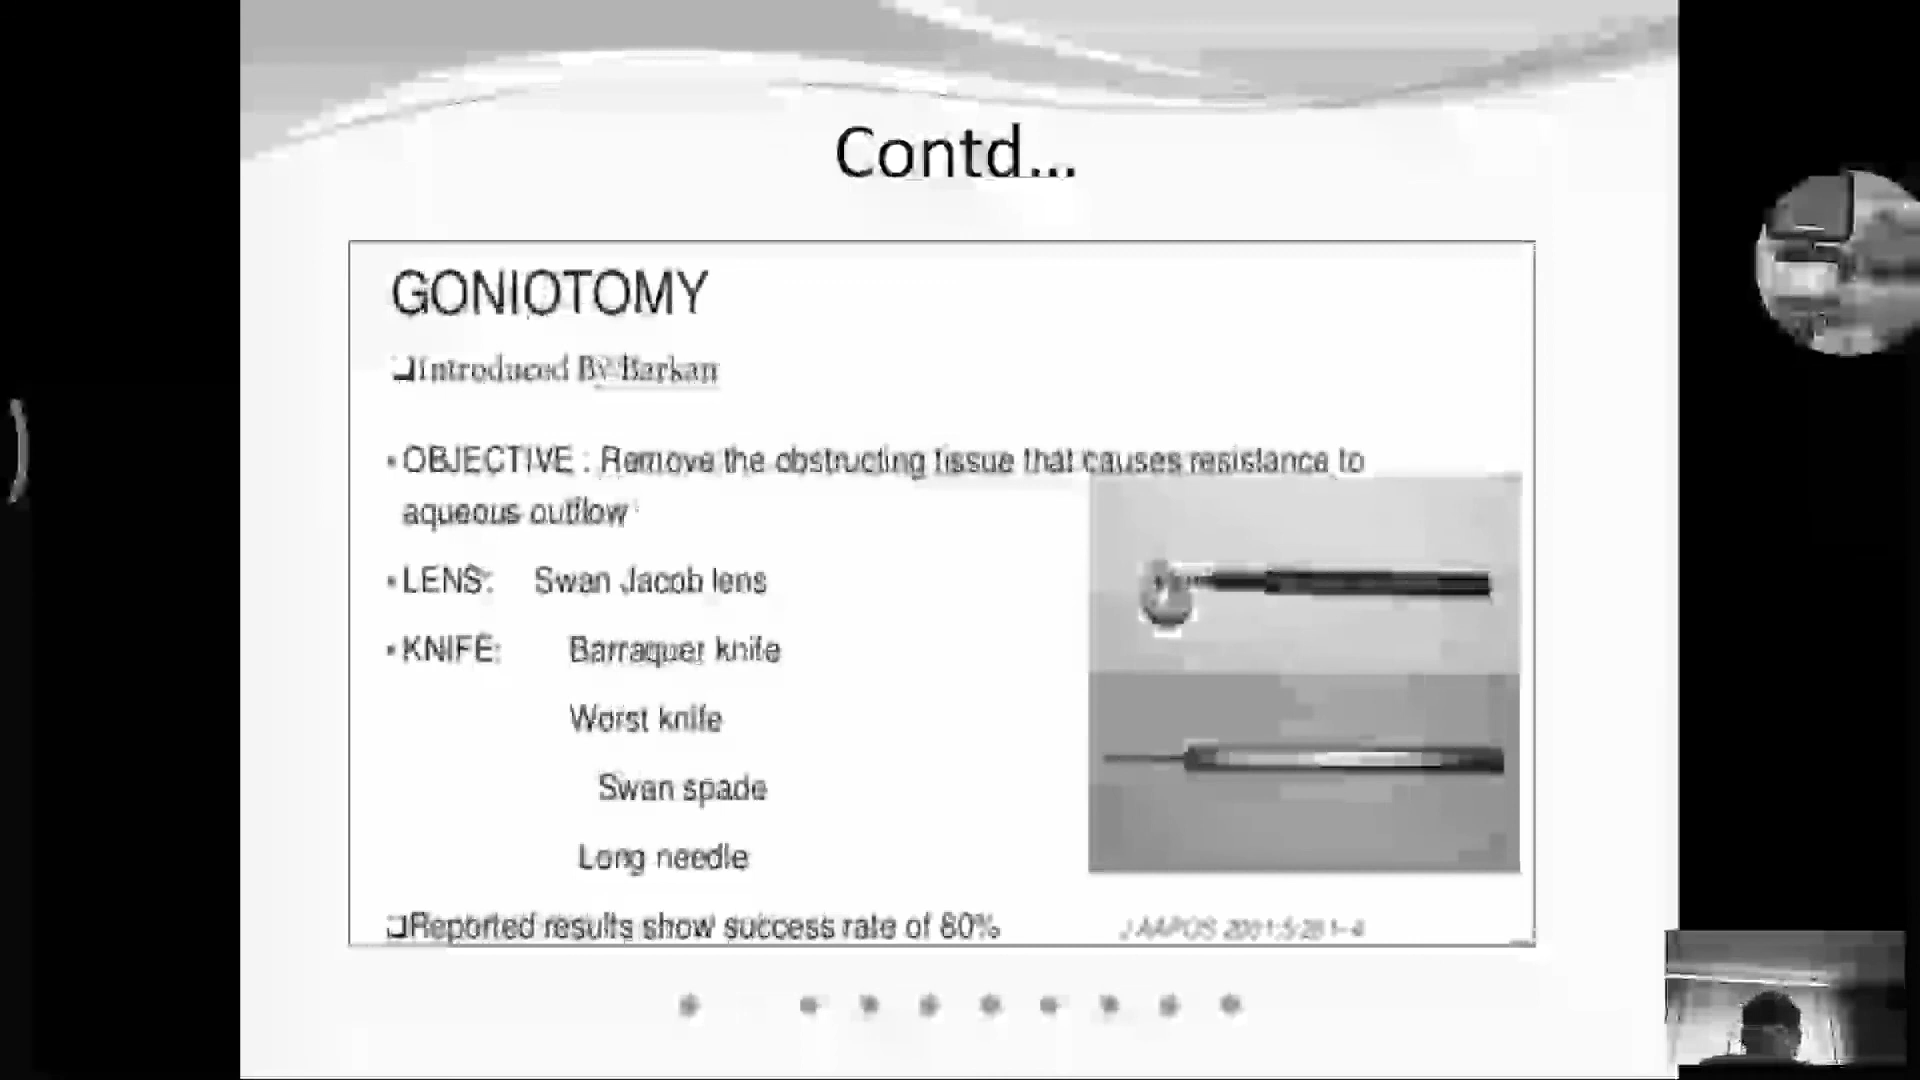 Contd...
GONIOTOMY
Introduced By Barkan
OBJECTIVE : Remove the obstructing tissue that causes resistance to
aqueous outflow
LENS: Swan Jacob lens
KNIFE: Barraquer knife
Worst knife
Swan spade
Long needle
Reported results show success rate of 80% J AAPOS 2001;5:281-4